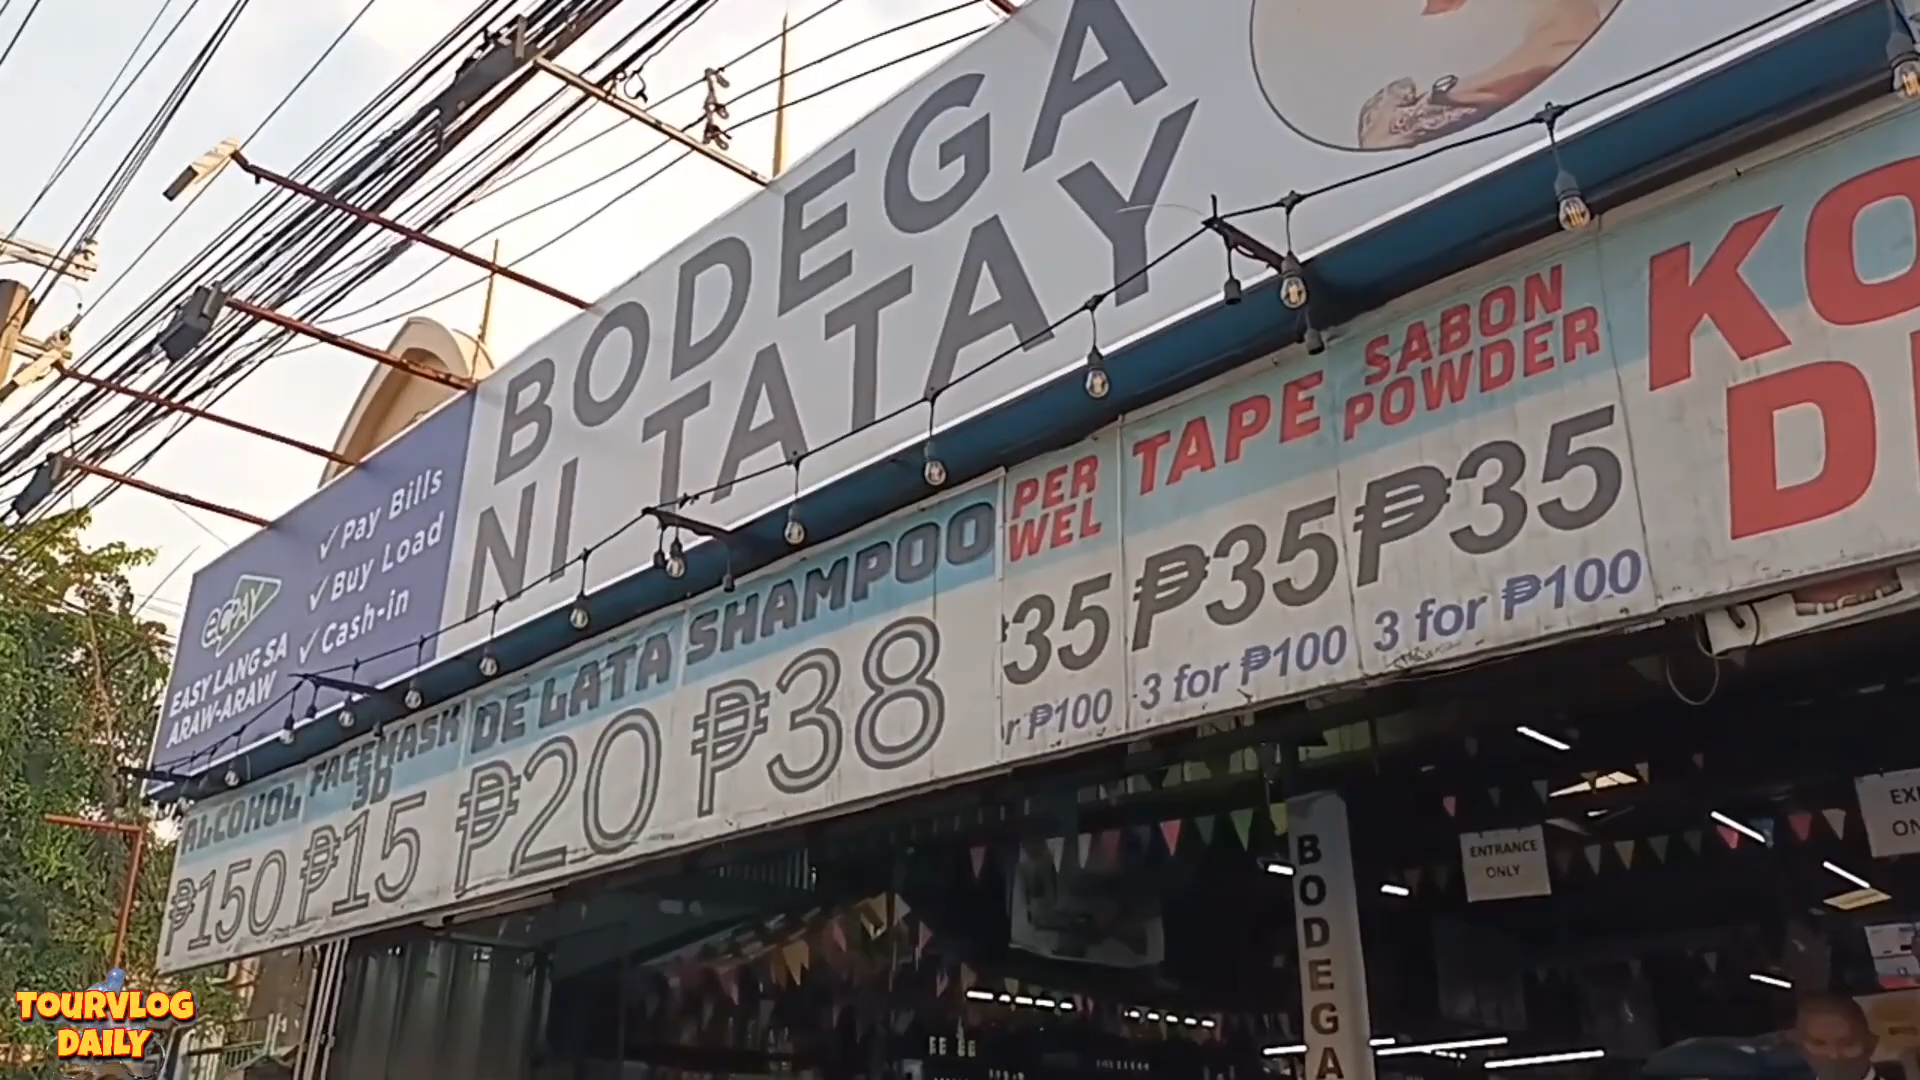 BODEGA
NI TATAY
ECPAY
EASY LANG SA
ARAW-ARAW
✓ Pay Bills
✓ Buy Load
✓ Cash-in
ALCOHOL
₱150
FACEMASK
3D
₱15
DE LATA
₱20
SHAMPOO
₱38
PER
WEL
35
₱100
TAPE
₱35
3 for ₱100
SABON
POWDER
₱35
3 for ₱100
ENTRANCE
ONLY
BODEGA
TOURVLOG
DAILY